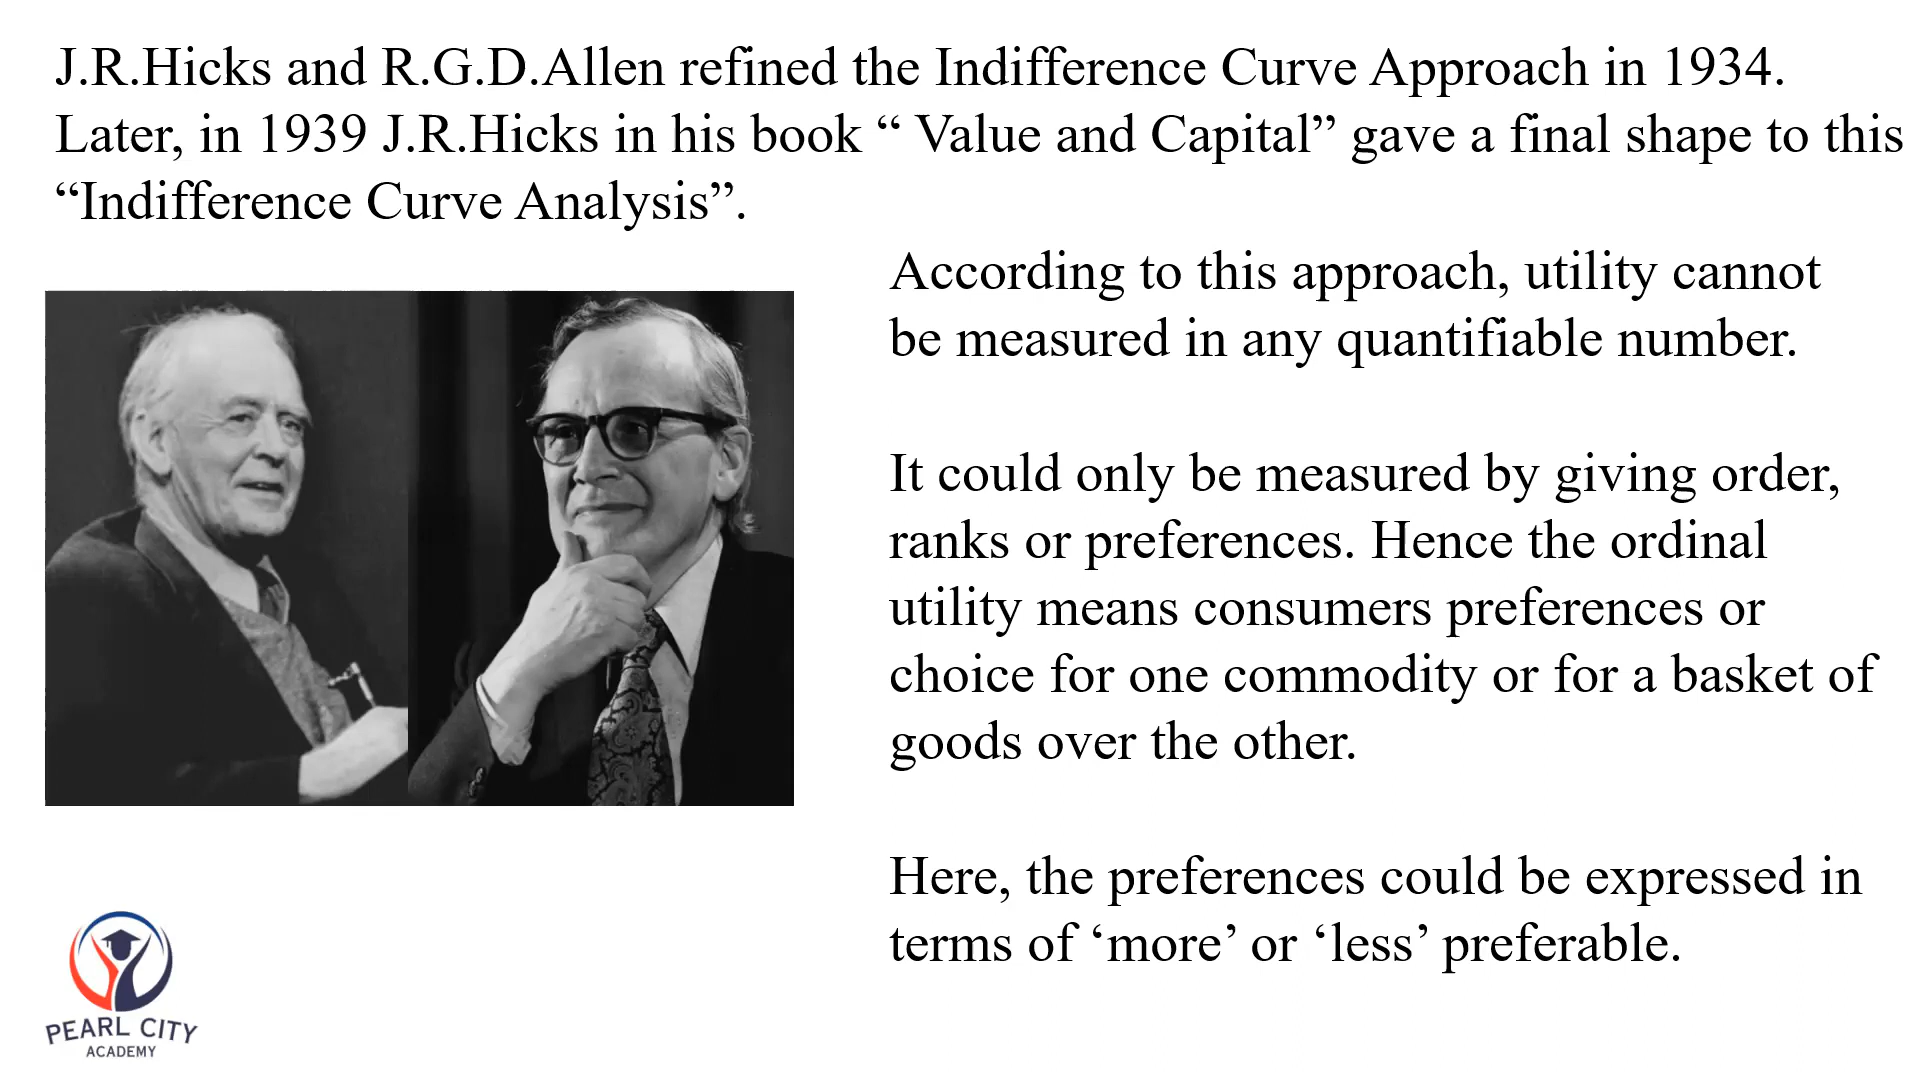 J.R.Hicks and R.G.D.Allen refined the Indifference Curve Approach in 1934.
Later, in 1939 J.R.Hicks in his book “ Value and Capital” gave a final shape to this
“Indifference Curve Analysis”.
According to this approach, utility cannot
be measured in any quantifiable number.
It could only be measured by giving order,
ranks or preferences. Hence the ordinal
utility means consumers preferences or
choice for one commodity or for a basket of
goods over the other.
Here, the preferences could be expressed in
terms of ‘more’ or ‘less’ preferable.
PEARL CITY
ACADEMY